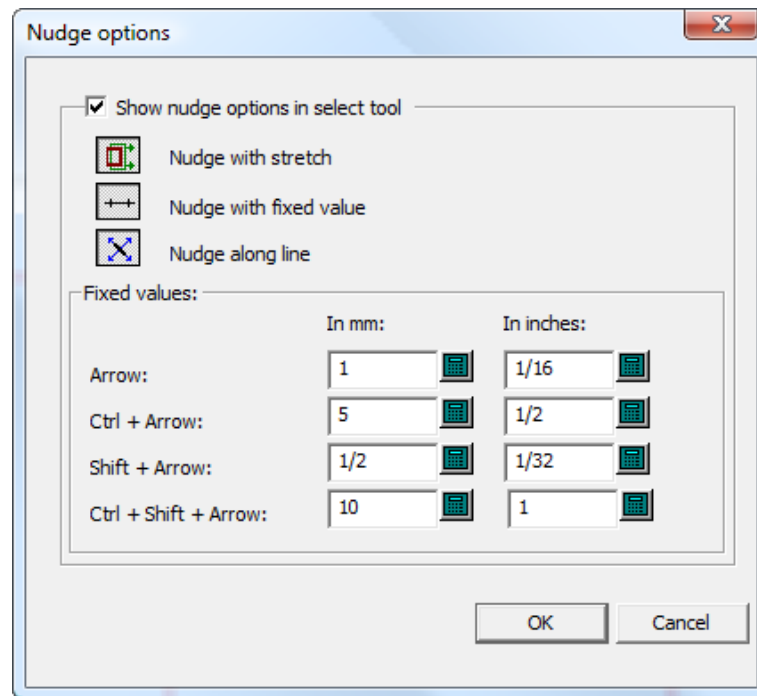 Nudge options
Show nudge options in select tool
Nudge with stretch
Nudge with fixed value
Nudge along line
Fixed values:
In mm: In inches:
Arrow: 1 1/16
Ctrl + Arrow: 5 1/2
Shift + Arrow: 1/2 1/32
Ctrl + Shift + Arrow: 10 1
OK Cancel